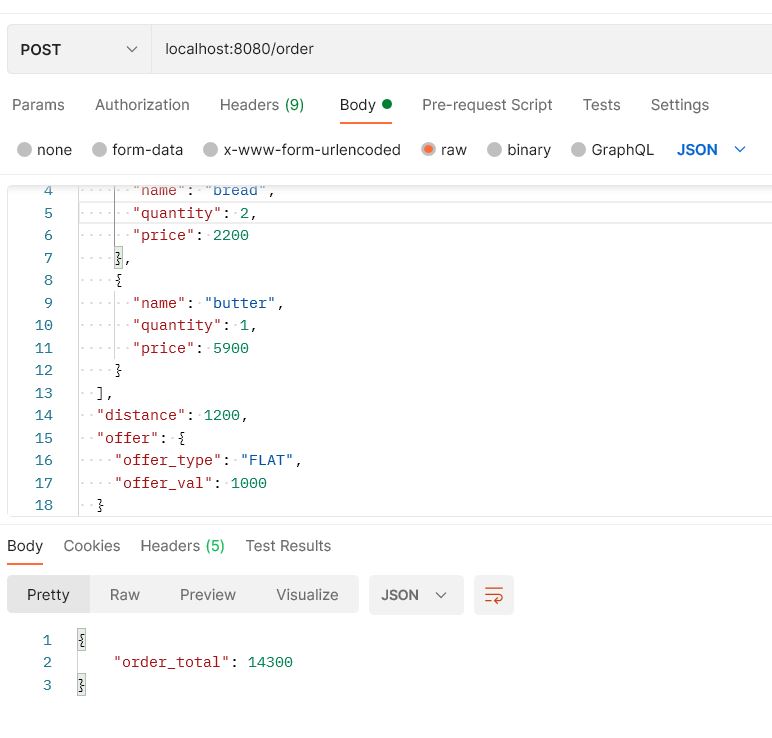 POST localhost:8080/order
Params Authorization Headers (9) Body Pre-request Script Tests Settings
none form-data x-www-form-urlencoded raw binary GraphQL JSON
4 "name": "bread",
5 "quantity": 2,
6 "price": 2200
7 },
8 {
9 "name": "butter",
10 "quantity": 1,
11 "price": 5900
12 }
13 ],
14 "distance": 1200,
15 "offer": {
16 "offer_type": "FLAT",
17 "offer_val": 1000
18 }
Body Cookies Headers (5) Test Results
Pretty Raw Preview Visualize JSON
1 {
2 "order_total": 14300
3 }